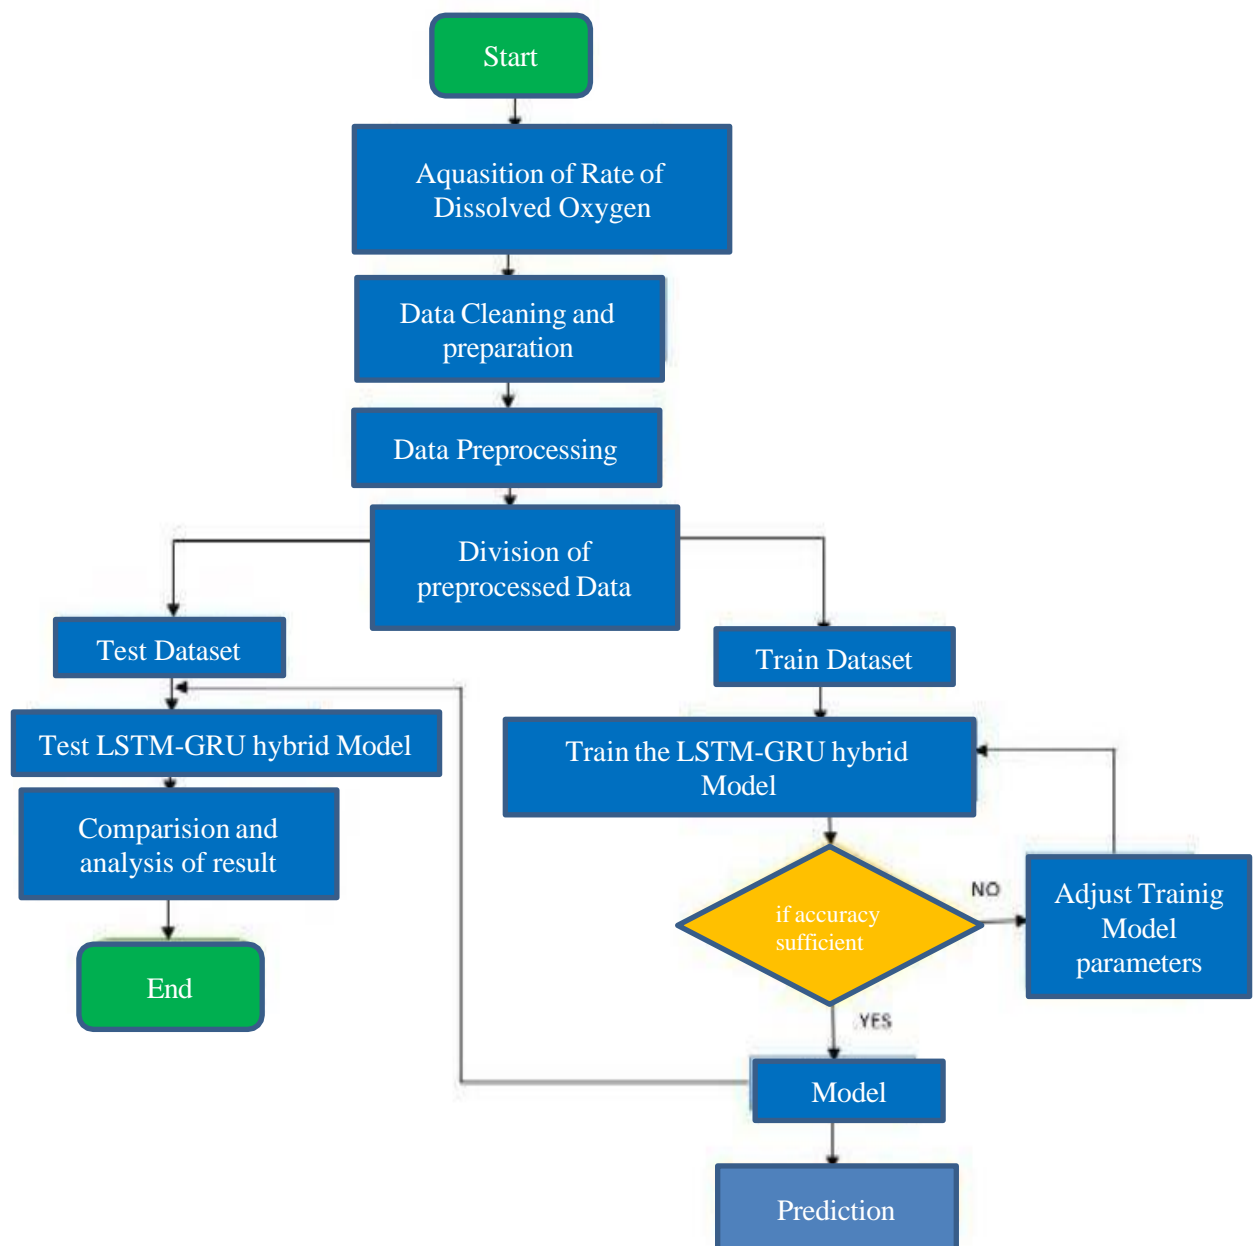 Start
Aquasition of Rate of
Dissolved Oxygen
Data Cleaning and
preparation
Data Preprocessing
Division of
preprocessed Data
Test Dataset
Train Dataset
Test LSTM-GRU hybrid Model
Train the LSTM-GRU hybrid
Model
Comparision and
analysis of result
if accuracy
sufficient
NO
Adjust Trainig
Model
parameters
End
YES
Model
Prediction